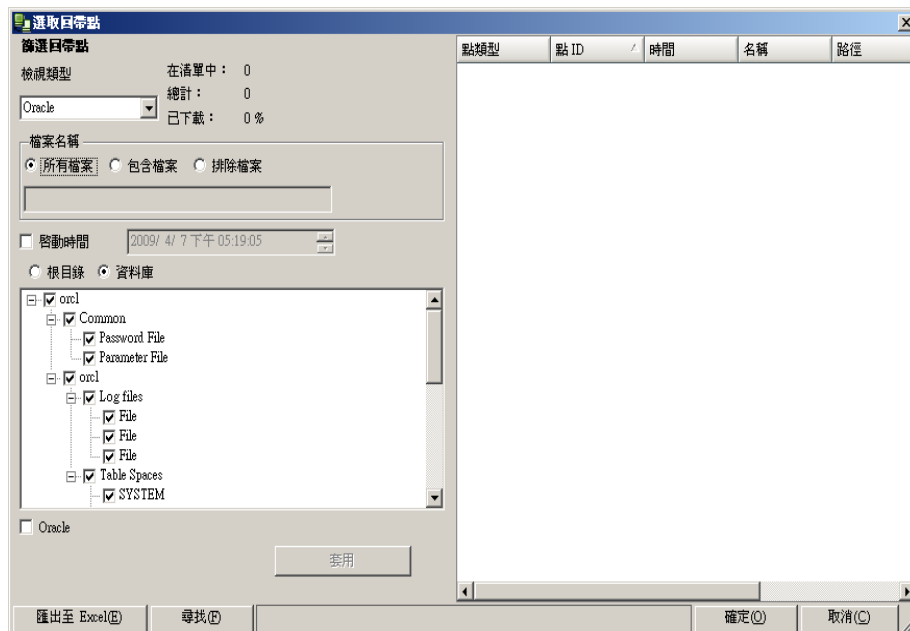 選取回帶點
篩選回帶點
檢視類型
Oracle
在清單中： 0
總計： 0
已下載： 0 %
檔案名稱
所有檔案 包含檔案 排除檔案
啓動時間 2009/ 4/ 7 下午 05:19:05
根目錄 資料庫
orcl
Common
Password File
Parameter File
orcl
Log files
File
File
File
Table Spaces
SYSTEM
Oracle
套用
點類型 點 ID 時間 名稱 路徑
匯出至 Excel(E) 尋找(F) 確定(O) 取消(C)